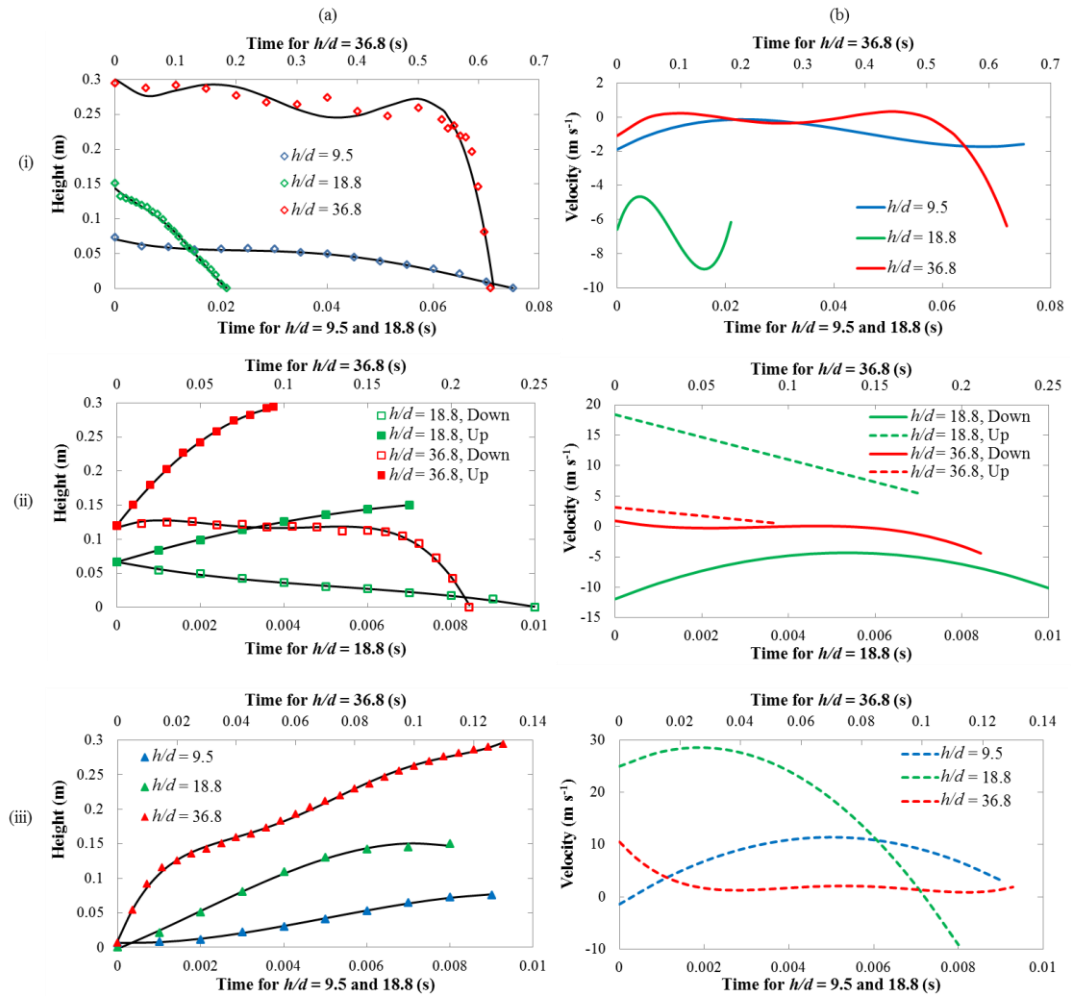 (a)
(b)
(i)
Time for h/d = 36.8 (s)
0 0.1 0.2 0.3 0.4 0.5 0.6 0.7
Height (m)
0.3
0.25
0.2
0.15
0.1
0.05
0
h/d = 9.5
h/d = 18.8
h/d = 36.8
0 0.02 0.04 0.06 0.08
Time for h/d = 9.5 and 18.8 (s)
Time for h/d = 36.8 (s)
0 0.1 0.2 0.3 0.4 0.5 0.6 0.7
Velocity (m s⁻¹)
2
0
-2
-4
-6
-8
-10
h/d = 9.5
h/d = 18.8
h/d = 36.8
0 0.02 0.04 0.06 0.08
Time for h/d = 9.5 and 18.8 (s)
(ii)
Time for h/d = 36.8 (s)
0 0.05 0.1 0.15 0.2 0.25
Height (m)
0.3
0.25
0.2
0.15
0.1
0.05
0
h/d = 18.8, Down
h/d = 18.8, Up
h/d = 36.8, Down
h/d = 36.8, Up
0 0.002 0.004 0.006 0.008 0.01
Time for h/d = 18.8 (s)
Time for h/d = 36.8 (s)
0 0.05 0.1 0.15 0.2 0.25
Velocity (m s⁻¹)
20
15
10
5
0
-5
-10
-15
h/d = 18.8, Down
h/d = 18.8, Up
h/d = 36.8, Down
h/d = 36.8, Up
0 0.002 0.004 0.006 0.008 0.01
Time for h/d = 18.8 (s)
(iii)
Time for h/d = 36.8 (s)
0 0.02 0.04 0.06 0.08 0.1 0.12 0.14
Height (m)
0.3
0.25
0.2
0.15
0.1
0.05
0
h/d = 9.5
h/d = 18.8
h/d = 36.8
0 0.002 0.004 0.006 0.008 0.01
Time for h/d = 9.5 and 18.8 (s)
Time for h/d = 36.8 (s)
0 0.02 0.04 0.06 0.08 0.1 0.12 0.14
Velocity (m s⁻¹)
30
20
10
0
-10
h/d = 9.5
h/d = 18.8
h/d = 36.8
0 0.002 0.004 0.006 0.008 0.01
Time for h/d = 9.5 and 18.8 (s)